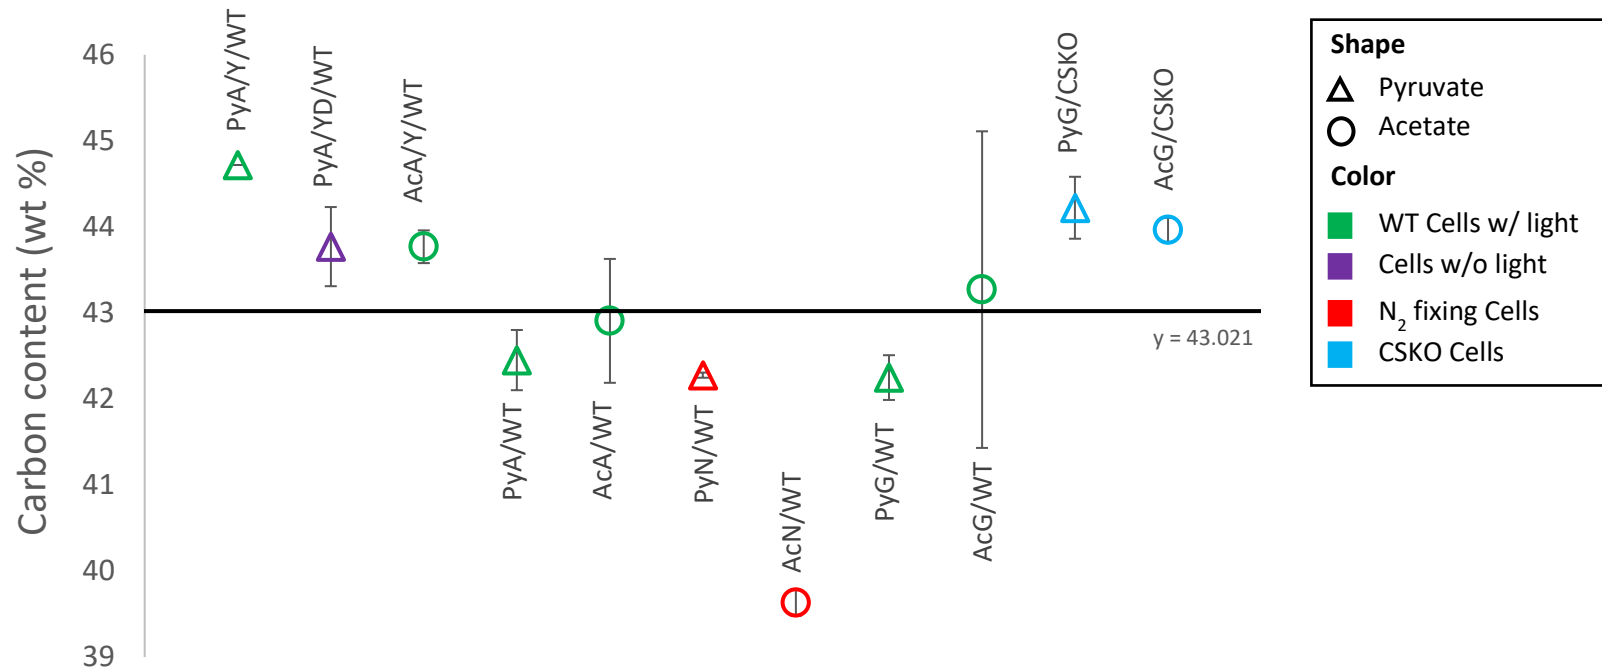 Carbon content (wt %)
46
45
44
43
42
41
40
39
PyA/Y/WT
PyA/YD/WT
AcA/Y/WT
PyA/WT
AcA/WT
PyN/WT
AcN/WT
PyG/WT
AcG/WT
PyG/CSKO
AcG/CSKO
y = 43.021
Shape
Pyruvate
Acetate
Color
WT Cells w/ light
Cells w/o light
N₂ fixing Cells
CSKO Cells